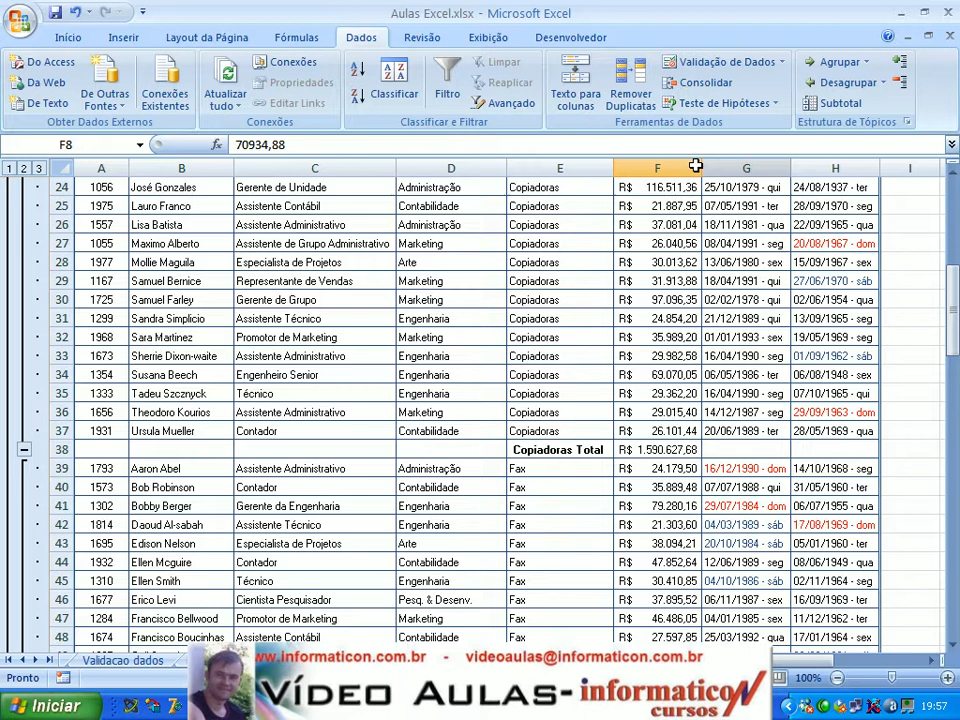 Aulas Excel.xlsx - Microsoft Excel
Início Inserir Layout da Página Fórmulas Dados Revisão Exibição Desenvolvedor
Do Access
Da Web
De Texto
De Outras Fontes
Conexões Existentes
Obter Dados Externos
Atualizar tudo
Conexões
Propriedades
Editar Links
Conexões
Classificar
Filtro
Limpar
Reaplicar
Avançado
Classificar e Filtrar
Texto para colunas
Remover Duplicatas
Validação de Dados
Consolidar
Teste de Hipóteses
Ferramentas de Dados
Agrupar
Desagrupar
Subtotal
Estrutura de Tópicos
F8 fx 70934,88
1 2 3 A B C D E F G H I
24 1056 José Gonzales Gerente de Unidade Administração Copiadoras R$ 116.511,36 25/10/1979 - qui 24/08/1937 - ter
25 1975 Lauro Franco Assistente Contábil Contabilidade Copiadoras R$ 21.887,95 07/05/1991 - ter 28/09/1970 - seg
26 1557 Lisa Batista Assistente Administrativo Administração Copiadoras R$ 37.081,04 18/11/1981 - qua 22/09/1965 - qua
27 1055 Maximo Alberto Assistente de Grupo Administrativo Marketing Copiadoras R$ 26.040,56 08/04/1991 - seg 20/08/1967 - dom
28 1977 Mollie Maguila Especialista de Projetos Arte Copiadoras R$ 30.013,62 13/06/1980 - sex 15/09/1967 - sex
29 1167 Samuel Bernice Representante de Vendas Marketing Copiadoras R$ 31.913,88 18/04/1991 - qui 27/06/1970 - sáb
30 1725 Samuel Farley Gerente de Grupo Marketing Copiadoras R$ 97.096,35 02/02/1978 - qui 02/06/1954 - qua
31 1299 Sandra Simplicio Assistente Técnico Engenharia Copiadoras R$ 24.854,20 21/12/1989 - qui 13/09/1965 - seg
32 1968 Sara Martinez Promotor de Marketing Marketing Copiadoras R$ 35.989,20 01/01/1993 - sex 19/05/1969 - seg
33 1673 Sherrie Dixon-waite Assistente Administrativo Engenharia Copiadoras R$ 29.982,58 16/04/1990 - seg 01/09/1962 - sáb
34 1354 Susana Beech Engenheiro Senior Engenharia Copiadoras R$ 69.070,05 05/06/1986 - ter 06/08/1948 - sex
35 1333 Tadeu Szcznyck Técnico Engenharia Copiadoras R$ 29.362,20 16/04/1990 - seg 07/10/1965 - qui
36 1656 Theodoro Kourios Assistente Administrativo Marketing Copiadoras R$ 29.015,40 14/12/1987 - seg 29/09/1963 - dom
37 1931 Ursula Mueller Contador Contabilidade Copiadoras R$ 26.101,44 20/06/1989 - ter 28/05/1969 - qua
38 Copiadoras Total R$ 1.590.627,68
39 1793 Aaron Abel Assistente Administrativo Administração Fax R$ 24.179,50 16/12/1990 - dom 14/10/1968 - seg
40 1573 Bob Robinson Contador Contabilidade Fax R$ 35.889,48 07/07/1988 - qui 31/05/1960 - ter
41 1302 Bobby Berger Gerente da Engenharia Engenharia Fax R$ 79.280,16 29/07/1984 - dom 06/07/1955 - qua
42 1814 Daoud Al-sabah Assistente Técnico Engenharia Fax R$ 21.303,60 04/03/1989 - sáb 17/08/1969 - dom
43 1695 Edison Nelson Especialista de Projetos Arte Fax R$ 38.094,21 20/10/1984 - sáb 05/01/1960 - ter
44 1932 Ellen Mcguire Contador Contabilidade Fax R$ 47.852,64 12/06/1989 - seg 08/06/1949 - qua
45 1310 Ellen Smith Técnico Engenharia Fax R$ 30.410,85 04/10/1986 - sáb 02/11/1964 - seg
46 1677 Erico Levi Cientista Pesquisador Pesq. & Desenv. Fax R$ 37.895,52 06/11/1987 - sex 16/09/1969 - ter
47 1284 Francisco Bellwood Promotor de Marketing Marketing Fax R$ 46.486,05 04/11/1983 - sex 11/12/1962 - ter
48 1674 Francisco Boucinhas Assistente Contábil Contabilidade Fax R$ 27.597,85 25/03/1992 - qua 17/01/1964 - sex
Validacao dados
www.informaticon.com.br - videoaulas@informaticon.com.br
Pronto 100%
Vídeo Aulas- informaticoN
cursos
Iniciar 19:57